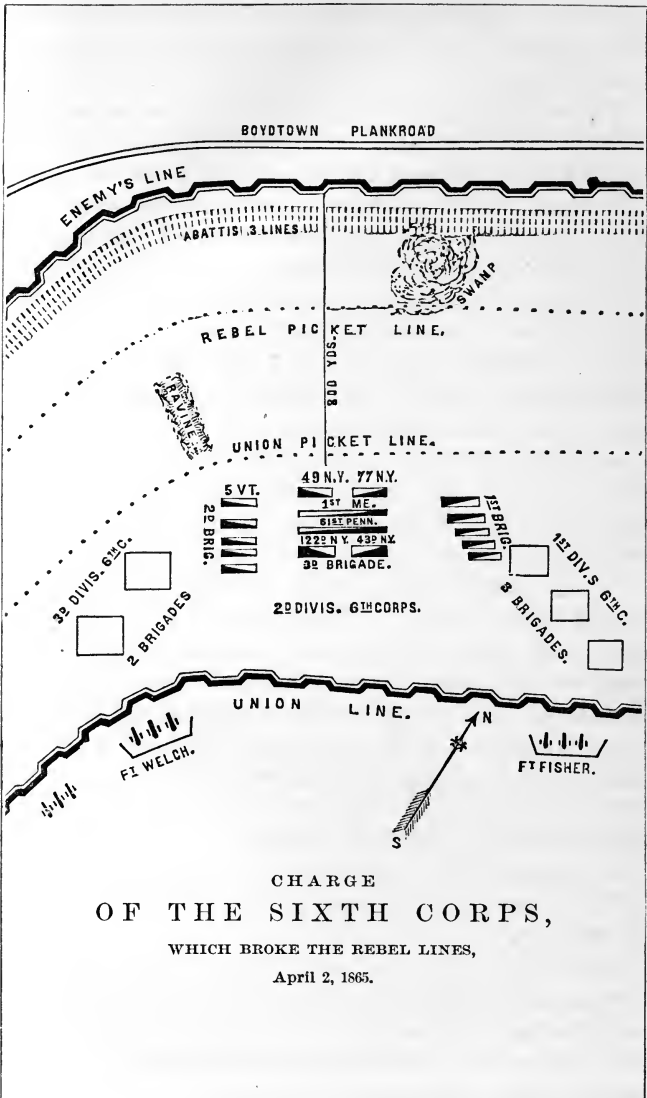 BOYDTOWN PLANKROAD
ENEMY'S LINE
ABATTIS 3 LINES
SWANP
REBEL PICKET LINE.
800 YDS.
RAVINE
UNION PICKET LINE.
49 N.Y. 77 N.Y.
5 VT.
1ST ME.
61ST PENN.
122D N.Y. 43D N.Y.
3D BRIGADE.
2D BRIG.
1ST BRIG.
3D DIVIS. 6TH C.
2 BRIGADES
2D DIVIS. 6TH CORPS.
1ST DIV.S 6TH C.
3 BRIGADES.
UNION LINE.
FT WELCH.
N
S
FT FISHER.
CHARGE
OF THE SIXTH CORPS,
WHICH BROKE THE REBEL LINES,
April 2, 1865.